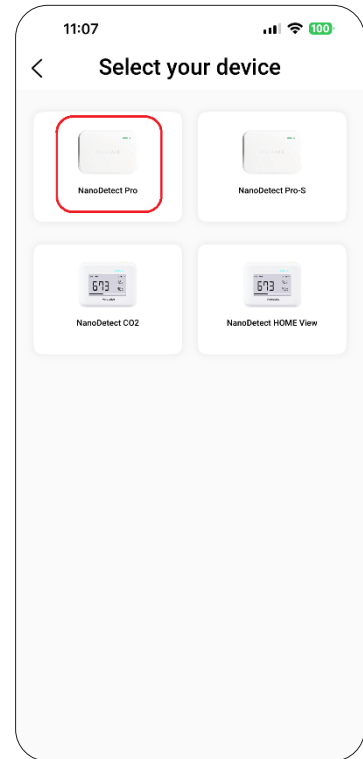 11:07
100
Select your device
NanoDetect Pro
NanoDetect Pro-S
673
673
NanoDetect CO2
NanoDetect HOME View